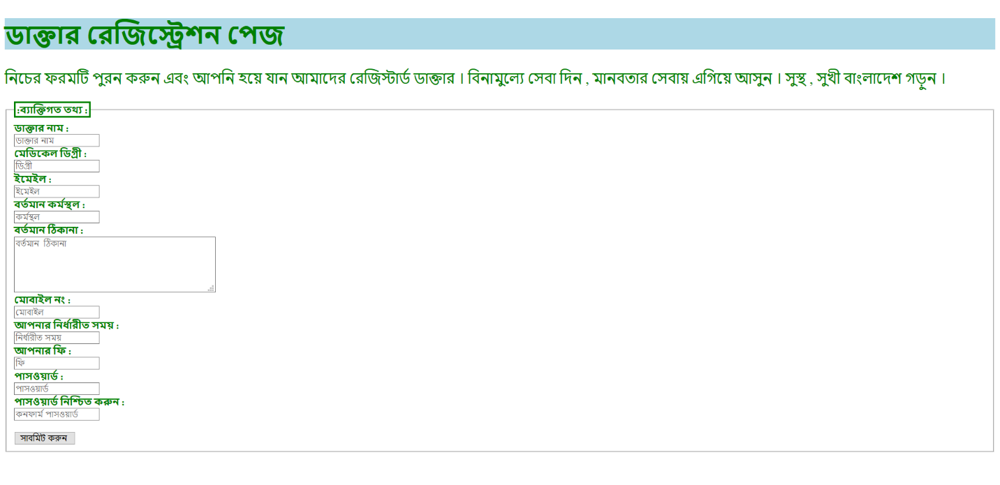 ডাক্তার রেজিস্ট্রেশন পেজ
নিচের ফরমটি পুরন করুন এবং আপনি হয়ে যান আমাদের রেজিস্টার্ড ডাক্তার । বিনামুল্যে সেবা দিন , মানবতার সেবায় এগিয়ে আসুন । সুস্থ , সুখী বাংলাদেশ গড়ুন ।
:ব্যাক্তিগত তথ্য :
ডাক্তার নাম :
ডাক্তার নাম
মেডিকেল ডিগ্রী :
ডিগ্রী
ইমেইল :
ইমেইল
বর্তমান কর্মস্থল :
কর্মস্থল
বর্তমান ঠিকানা :
বর্তমান ঠিকানা
মোবাইল নং :
মোবাইল
আপনার নির্ধারীত সময় :
নির্ধারীত সময়
আপনার ফি :
ফি
পাসওয়ার্ড :
পাসওয়ার্ড
পাসওয়ার্ড নিশ্চিত করুন :
কনফার্ম পাসওয়ার্ড
সাবমিট করুন